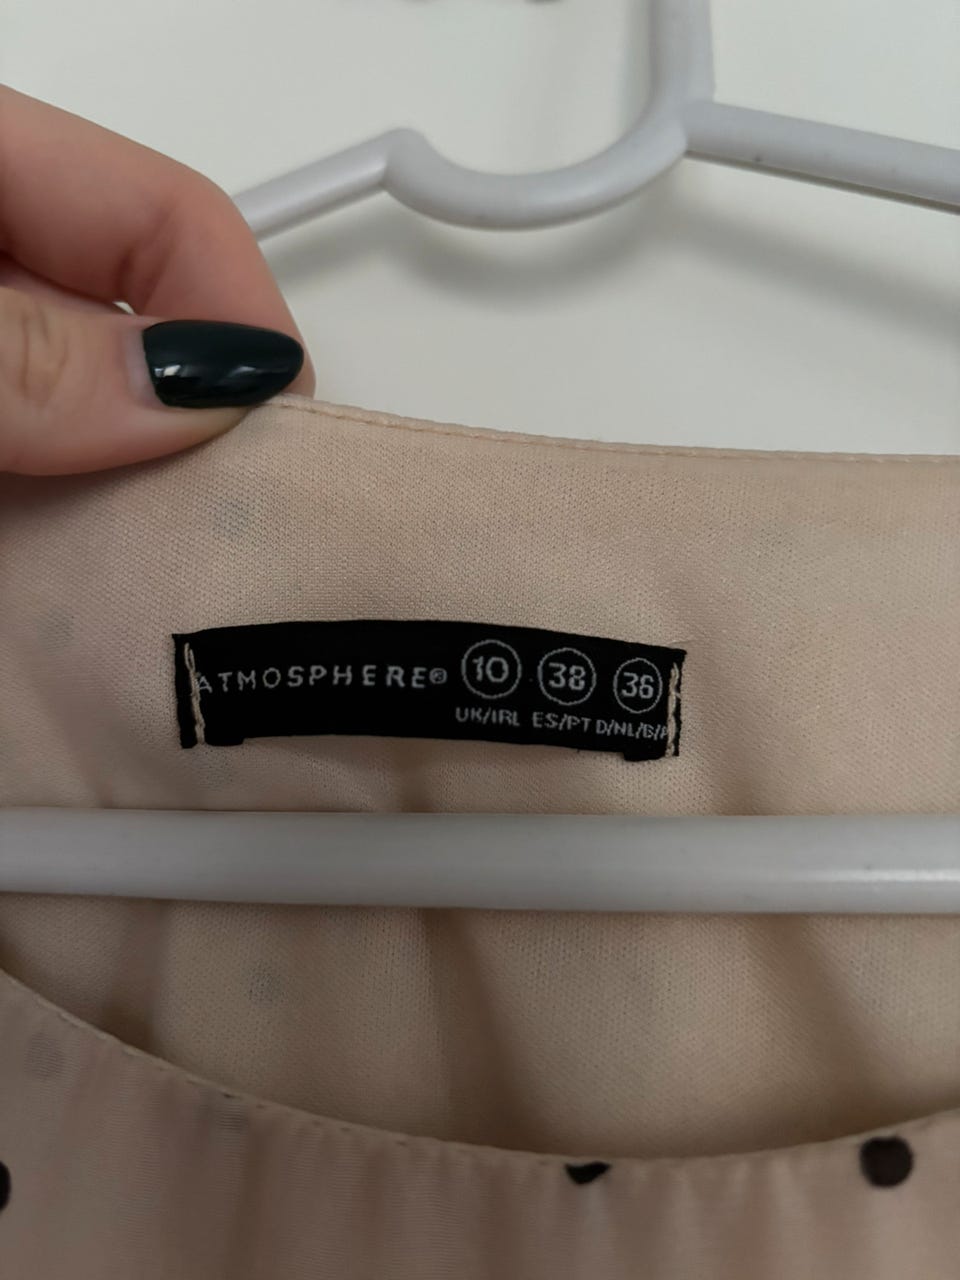 ATMOSPHERE® 10 38 36
UK/IRL ES/PT D/NL/B/